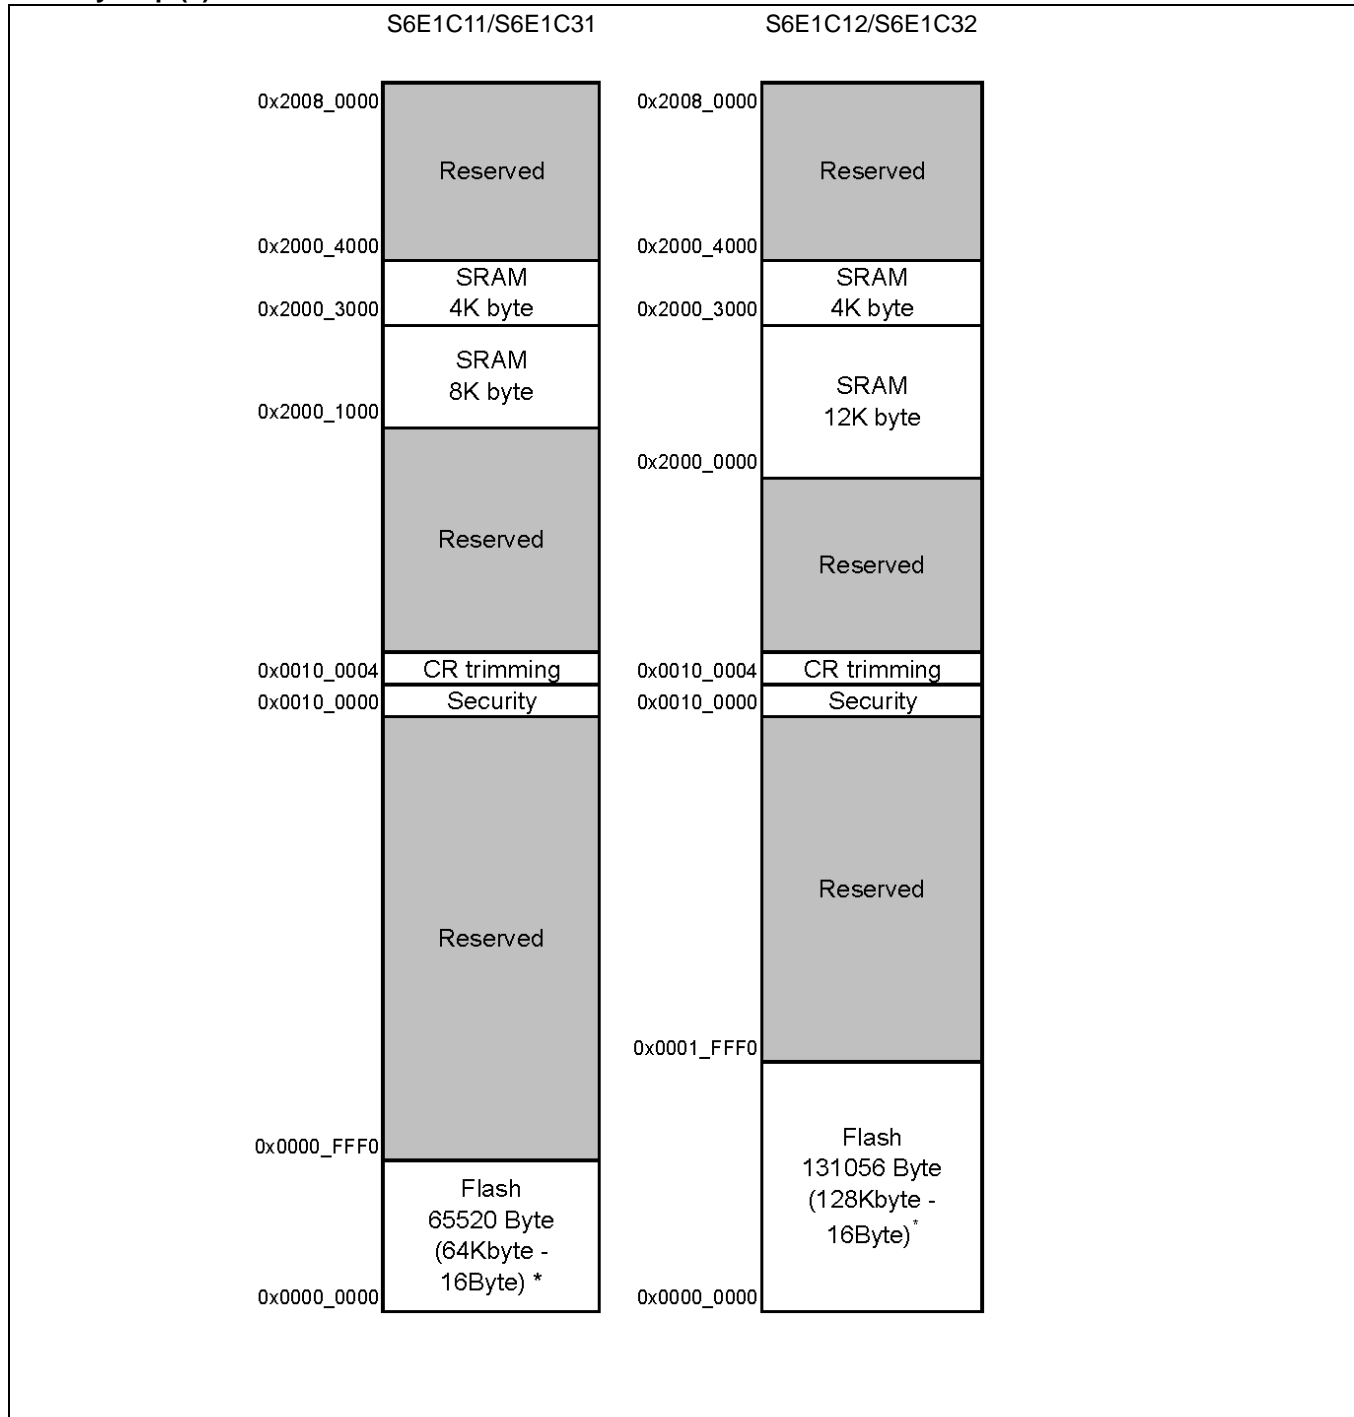 S6E1C11/S6E1C31
0x2008_0000
Reserved
0x2000_4000
SRAM
4K byte
0x2000_3000
SRAM
8K byte
0x2000_1000
Reserved
0x0010_0004
CR trimming
0x0010_0000
Security
Reserved
0x0000_FFF0
Flash
65520 Byte
(64Kbyte -
16Byte) *
0x0000_0000
S6E1C12/S6E1C32
0x2008_0000
Reserved
0x2000_4000
SRAM
4K byte
0x2000_3000
SRAM
12K byte
0x2000_0000
Reserved
0x0010_0004
CR trimming
0x0010_0000
Security
Reserved
0x0001_FFF0
Flash
131056 Byte
(128Kbyte -
16Byte)*
0x0000_0000